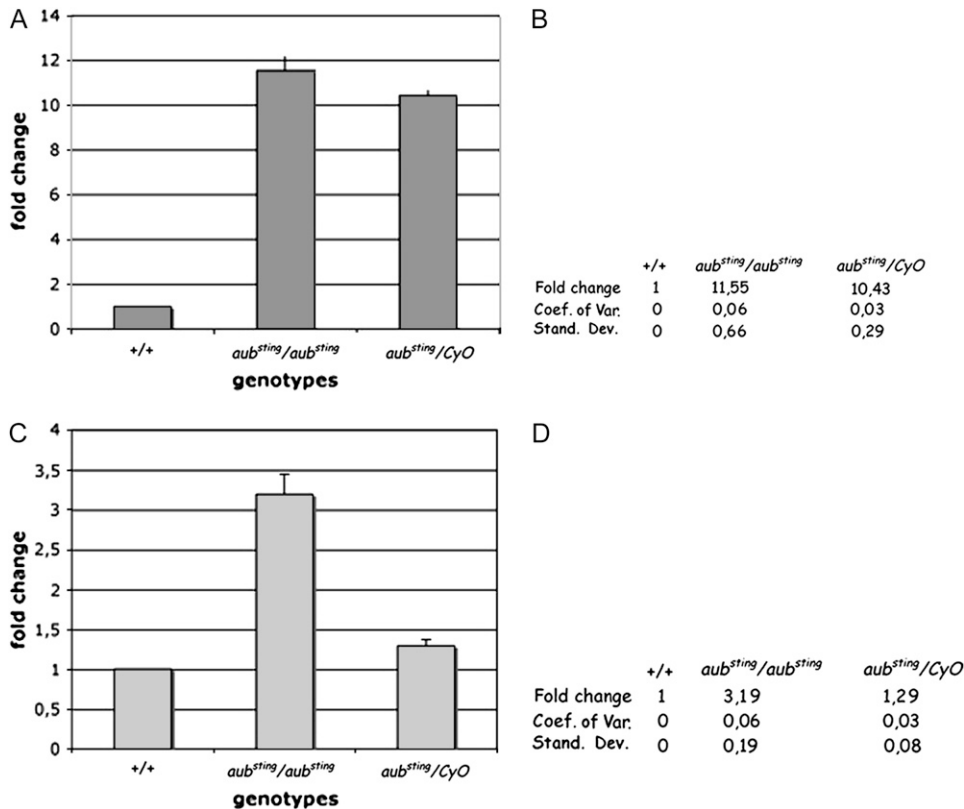 A
14
12
10
8
6
4
2
0
fold change
+/+ aubsting/aubsting aubsting/CyO
genotypes
B
+/+ aubsting/aubsting aubsting/CyO
Fold change 1 11,55 10,43
Coef. of Var. 0 0,06 0,03
Stand. Dev. 0 0,66 0,29
C
4
3,5
3
2,5
2
1,5
1
0,5
0
fold change
+/+ aubsting/aubsting aubsting/CyO
genotypes
D
+/+ aubsting/aubsting aubsting/CyO
Fold change 1 3,19 1,29
Coef. of Var. 0 0,06 0,03
Stand. Dev. 0 0,19 0,08